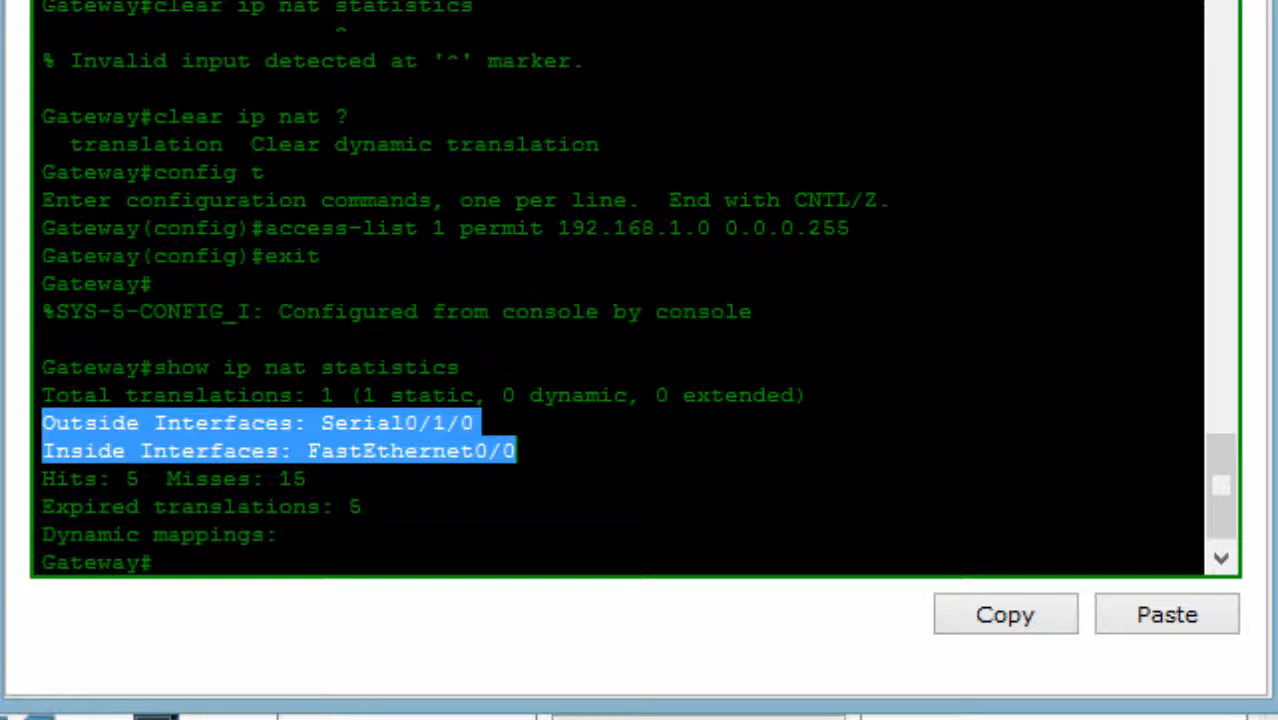 Gateway#clear ip nat statistics
^
% Invalid input detected at '^' marker.
Gateway#clear ip nat ?
translation  Clear dynamic translation
Gateway#config t
Enter configuration commands, one per line.  End with CNTL/Z.
Gateway(config)#access-list 1 permit 192.168.1.0 0.0.0.255
Gateway(config)#exit
Gateway#
%SYS-5-CONFIG_I: Configured from console by console
Gateway#show ip nat statistics
Total translations: 1 (1 static, 0 dynamic, 0 extended)
Outside Interfaces: Serial0/1/0
Inside Interfaces: FastEthernet0/0
Hits: 5  Misses: 15
Expired translations: 5
Dynamic mappings:
Gateway#
Copy
Paste